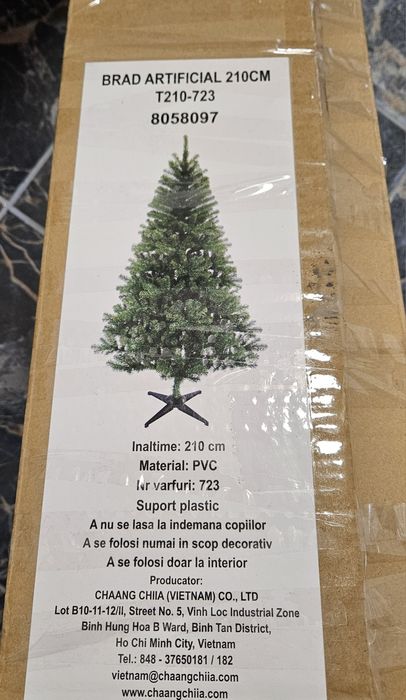 BRAD ARTIFICIAL 210CM
T210-723
8058097
Inaltime: 210 cm
Material: PVC
Nr varfuri: 723
Suport plastic
A nu se lasa la indemana copiilor
A se folosi numai in scop decorativ
A se folosi doar la interior
Producator:
CHAANG CHIIA (VIETNAM) CO., LTD
Lot B10-11-12/II, Street No. 5, Vinh Loc Industrial Zone
Binh Hung Hoa B Ward, Binh Tan District,
Ho Chi Minh City, Vietnam
Tel.: 848 - 37650181 / 182
vietnam@chaangchiia.com
www.chaangchiia.com